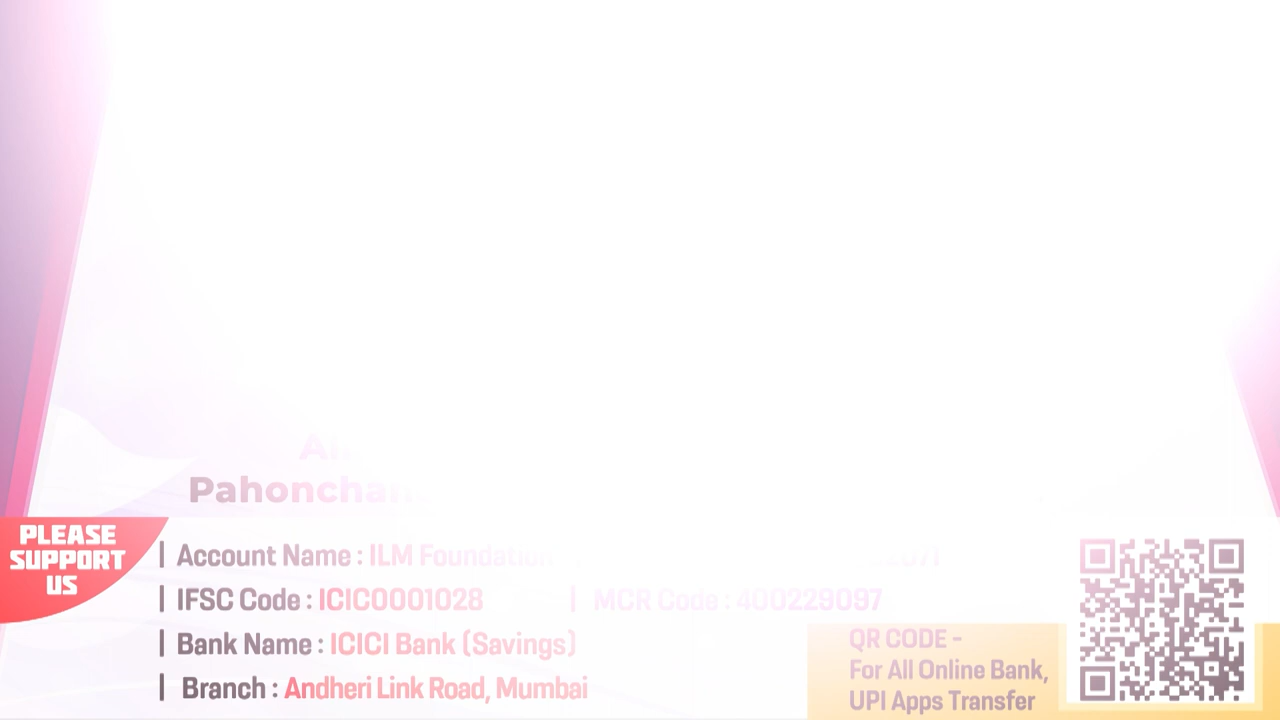 Pahonchan
PLEASE
SUPPORT
US
| Account Name : ILM Foundation
| IFSC Code : ICIC0001028 | MCR Code : 400229097
| Bank Name : ICICI Bank (Savings)
| Branch : Andheri Link Road, Mumbai
QR CODE -
For All Online Bank,
UPI Apps Transfer